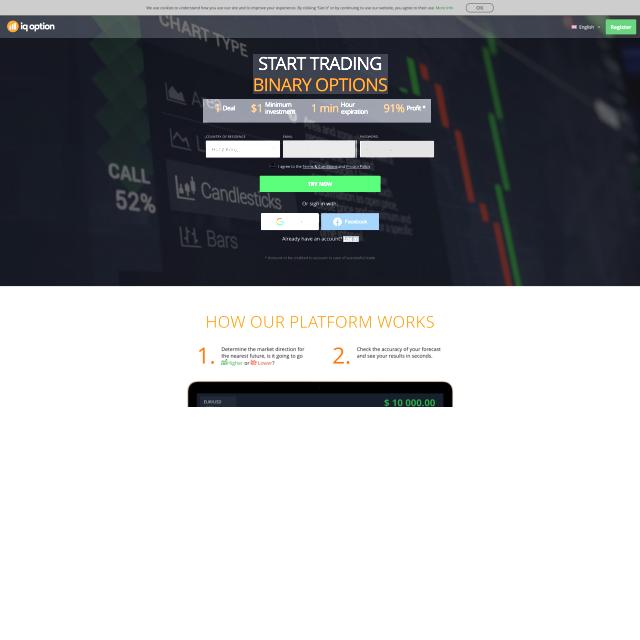 We use cookies to understand how you use our site and to improve your experience. By clicking "Got it" or by continuing to use our website, you agree to their use. More info
OK
iq option
English
Register
CHART TYPE
START TRADING
BINARY OPTIONS
Deal
$1 Minimum investment
1 min Hour expiration
91% Profit *
COUNTRY OF RESIDENCE
EMAIL
PASSWORD
I agree to the Terms & Conditions and Privacy Policy
TRY NOW
Or sign in with:
Facebook
Already have an account?
CALL
52%
Candlesticks
Bars
* Amount to be credited to account in case of successful trade
HOW OUR PLATFORM WORKS
1. Determine the market direction for
the nearest future, is it going to go
Higher or Lower?
2. Check the accuracy of your forecast
and see your results in seconds.
EUR/USD
$ 10 000.00